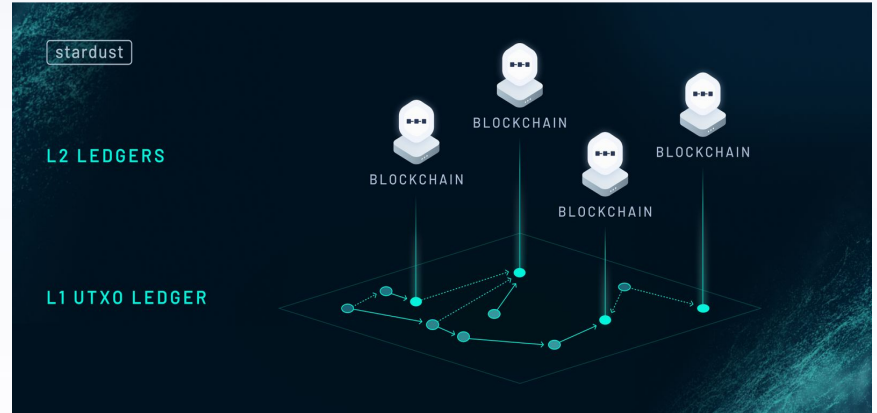 stardust
BLOCKCHAIN
L2 LEDGERS
BLOCKCHAIN
BLOCKCHAIN
BLOCKCHAIN
L1 UTXO LEDGER